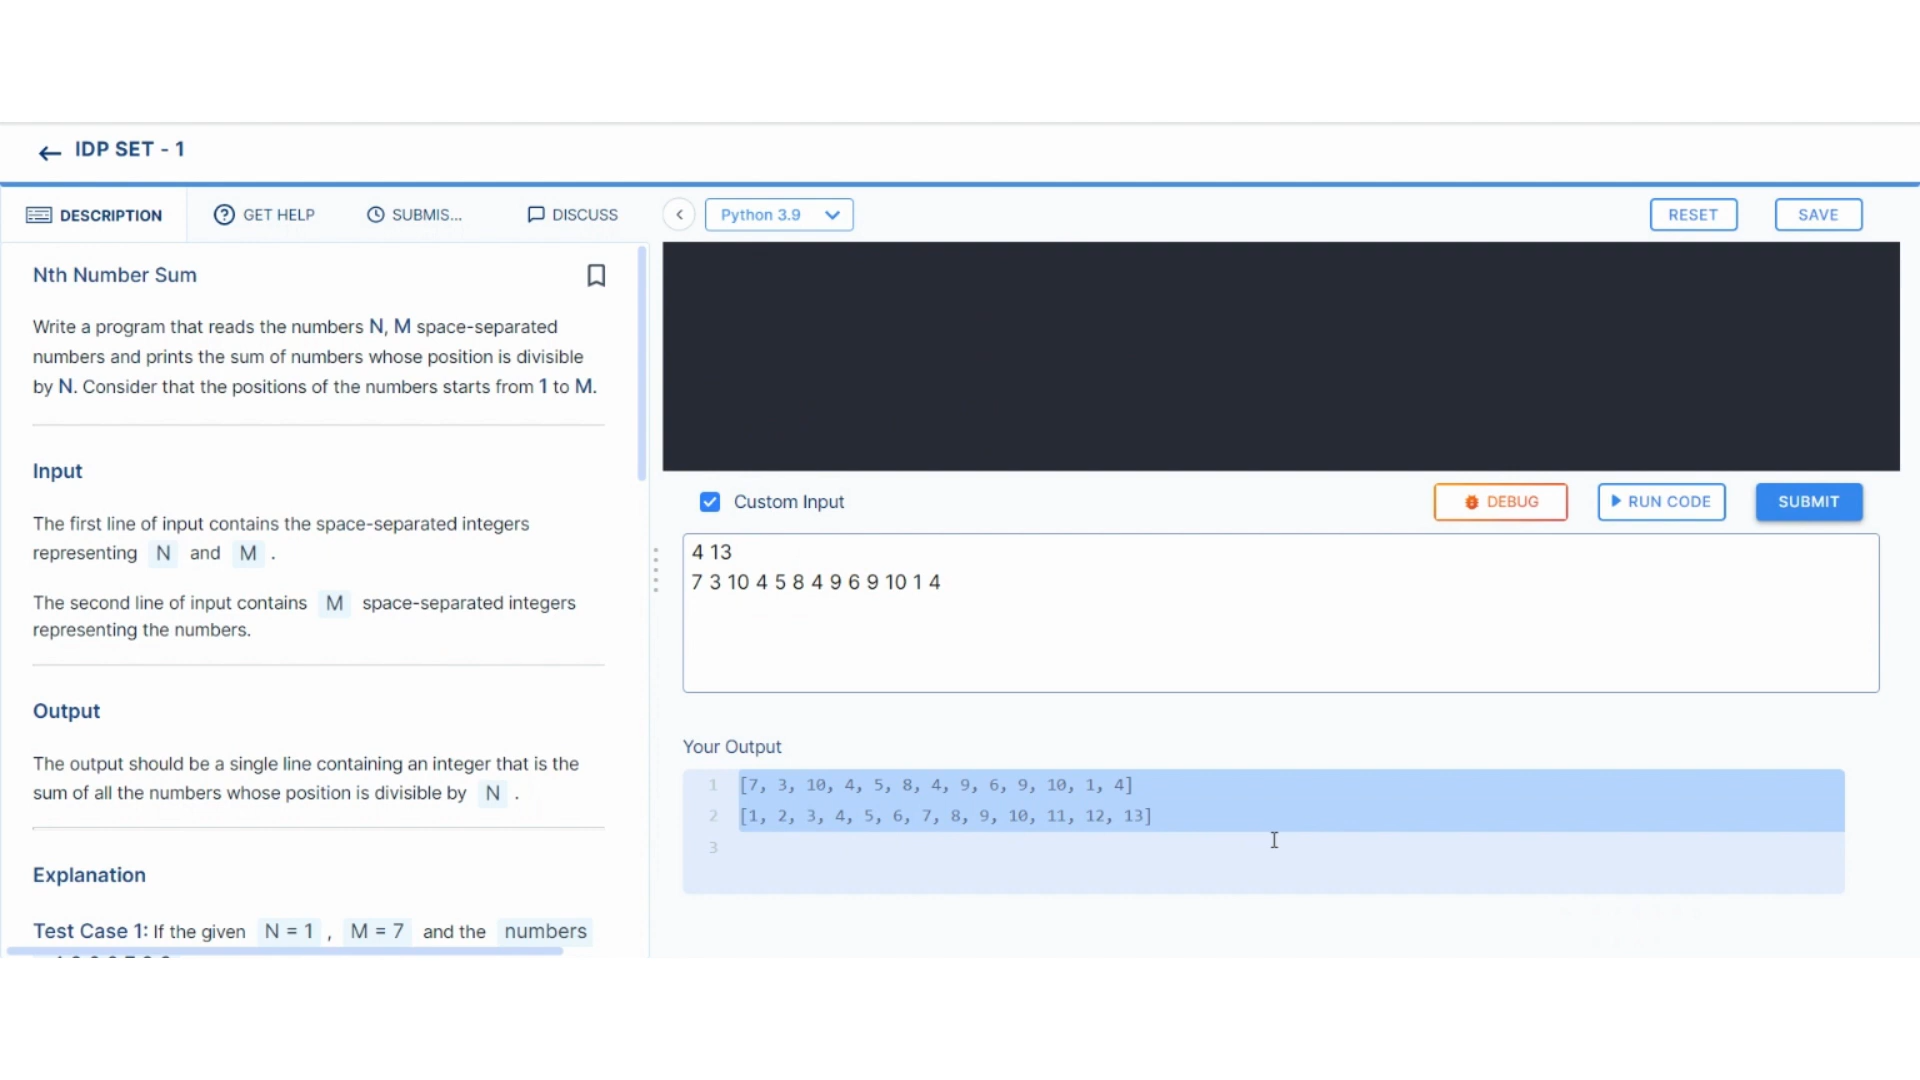 IDP SET - 1
DESCRIPTION
GET HELP
SUBMIS...
DISCUSS
Python 3.9
RESET
SAVE
Nth Number Sum
Write a program that reads the numbers N, M space-separated
numbers and prints the sum of numbers whose position is divisible
by N. Consider that the positions of the numbers starts from 1 to M.
Input
The first line of input contains the space-separated integers
representing N and M .
The second line of input contains M space-separated integers
representing the numbers.
Output
The output should be a single line containing an integer that is the
sum of all the numbers whose position is divisible by N .
Explanation
Test Case 1: If the given N = 1 , M = 7 and the numbers
Custom Input
DEBUG
RUN CODE
SUBMIT
4 13
7 3 10 4 5 8 4 9 6 9 10 1 4
Your Output
1 [7, 3, 10, 4, 5, 8, 4, 9, 6, 9, 10, 1, 4]
2 [1, 2, 3, 4, 5, 6, 7, 8, 9, 10, 11, 12, 13]
3